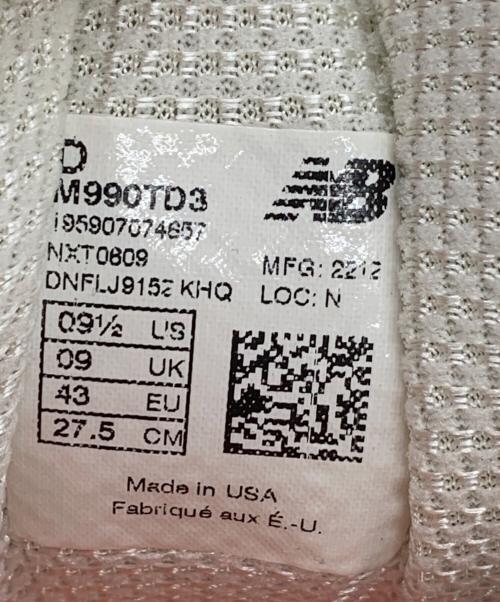 D
M990TD3
195907074657
NXT0609
DNFLJ9152 KHQ
NB
MFG: 2212
LOC: N
09½ US
09 UK
43 EU
27.5 CM
Made in USA
Fabriqué aux É.-U.